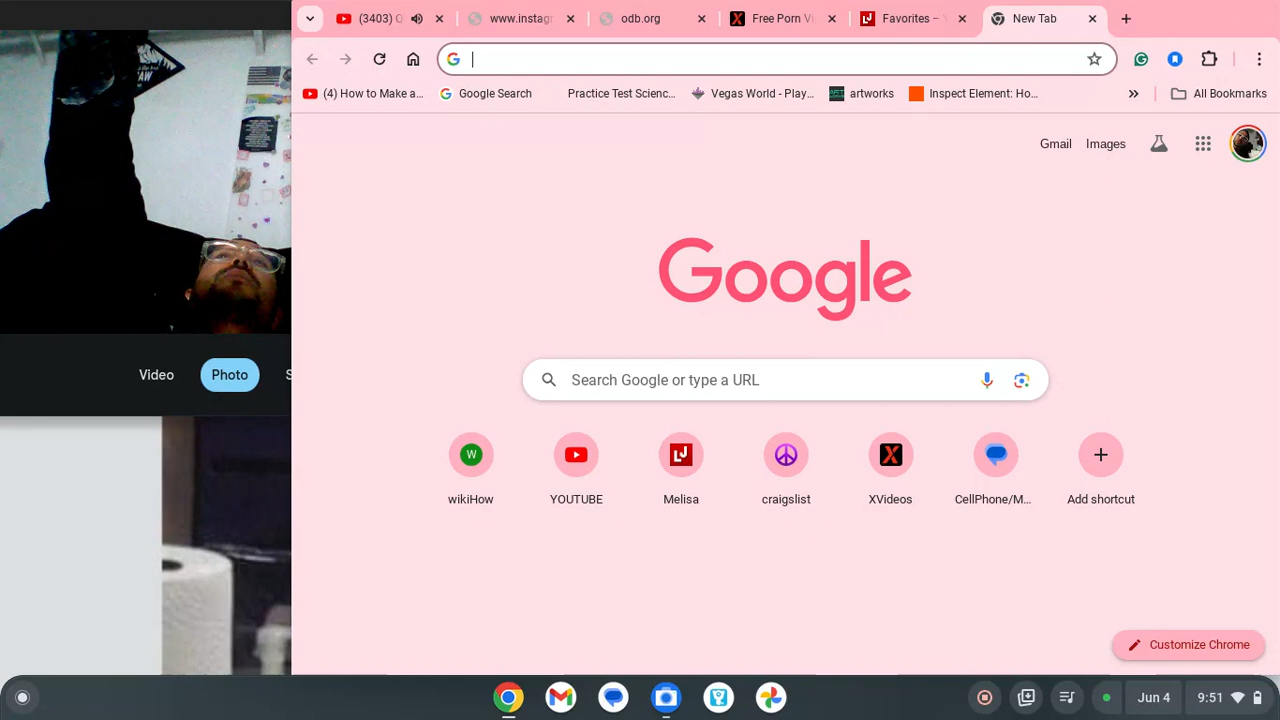 (3403) Q
www.instagr
odb.org
Free Porn Vi
Favorites –
New Tab
(4) How to Make a...
Google Search
Practice Test Scienc...
Vegas World - Play...
artworks
Inspect Element: Ho...
All Bookmarks
Gmail
Images
Google
Search Google or type a URL
W
wikiHow
YOUTUBE
Melisa
craigslist
XVideos
CellPhone/M...
Add shortcut
Customize Chrome
Video
Photo
Jun 4
9:51